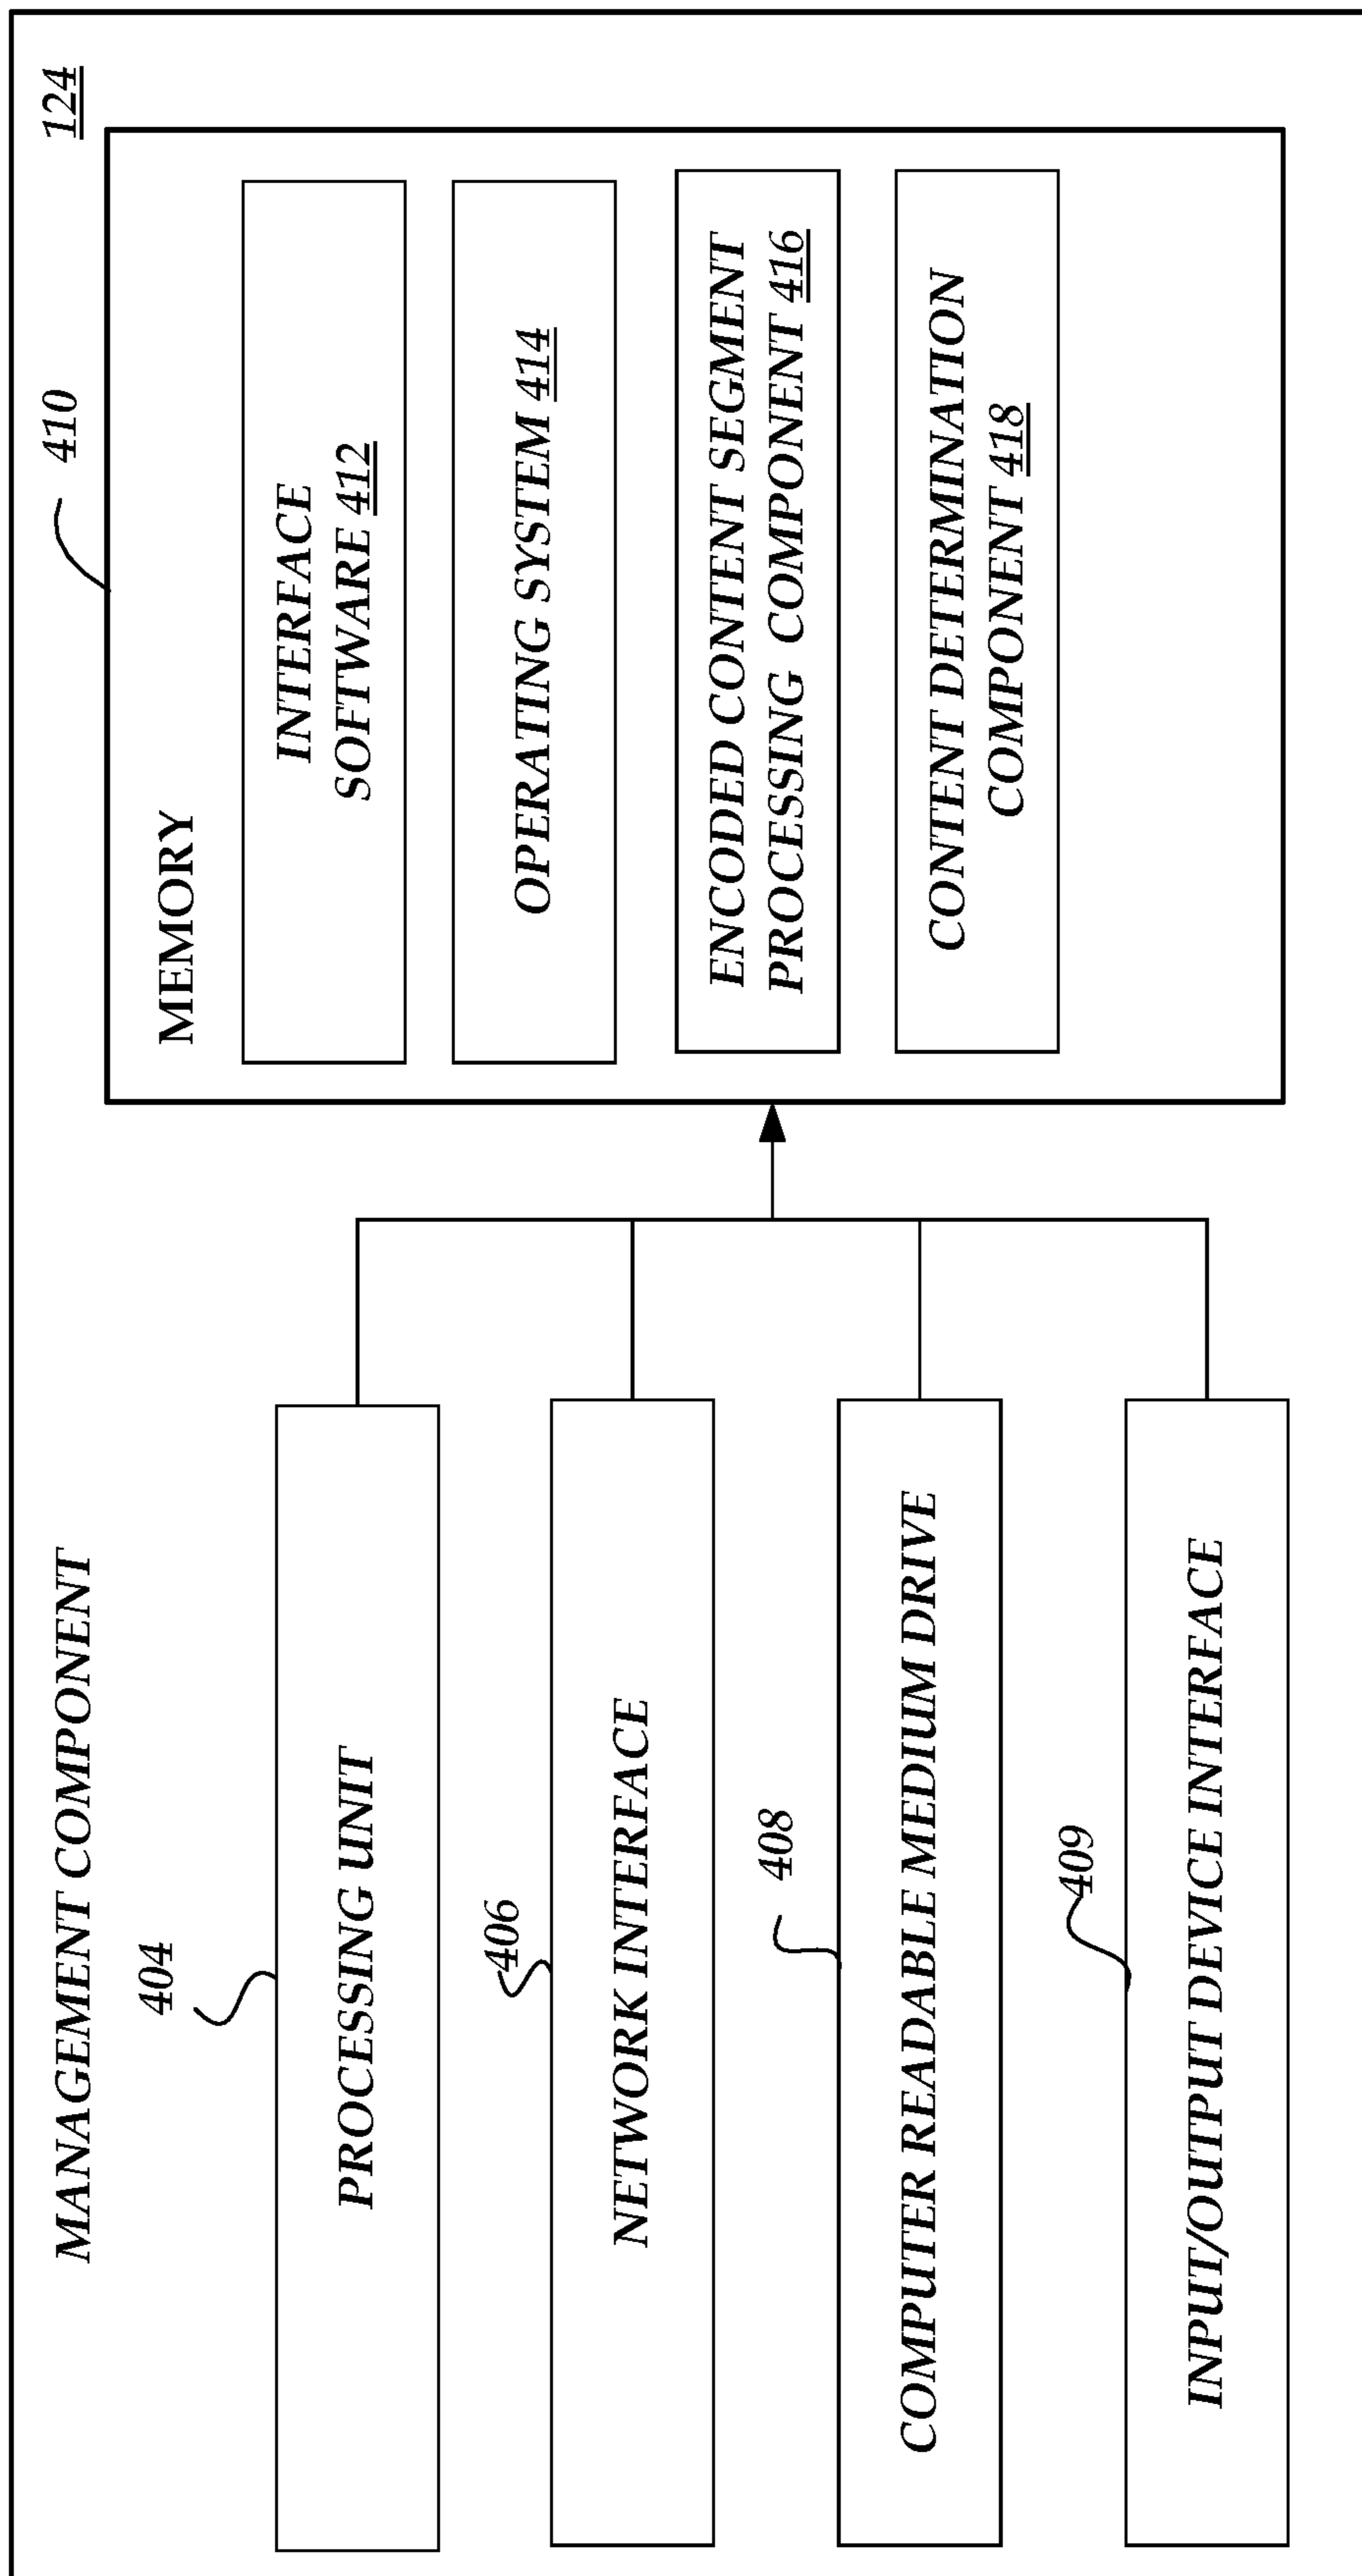 MANAGEMENT COMPONENT
124
404
PROCESSING UNIT
406
NETWORK INTERFACE
408
COMPUTER READABLE MEDIUM DRIVE
409
INPUT/OUTPUT DEVICE INTERFACE
410
MEMORY
INTERFACE
SOFTWARE 412
OPERATING SYSTEM 414
ENCODED CONTENT SEGMENT
PROCESSING COMPONENT 416
CONTENT DETERMINATION
COMPONENT 418